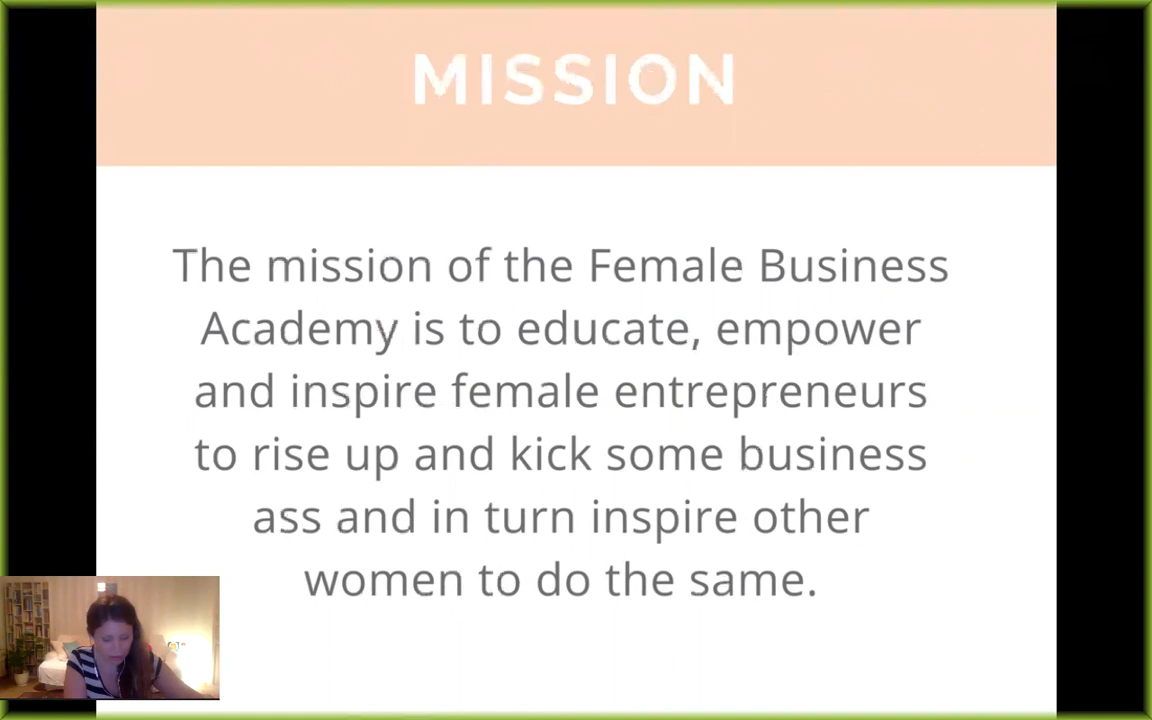 MISSION
The mission of the Female Business
Academy is to educate, empower
and inspire female entrepreneurs
to rise up and kick some business
ass and in turn inspire other
women to do the same.